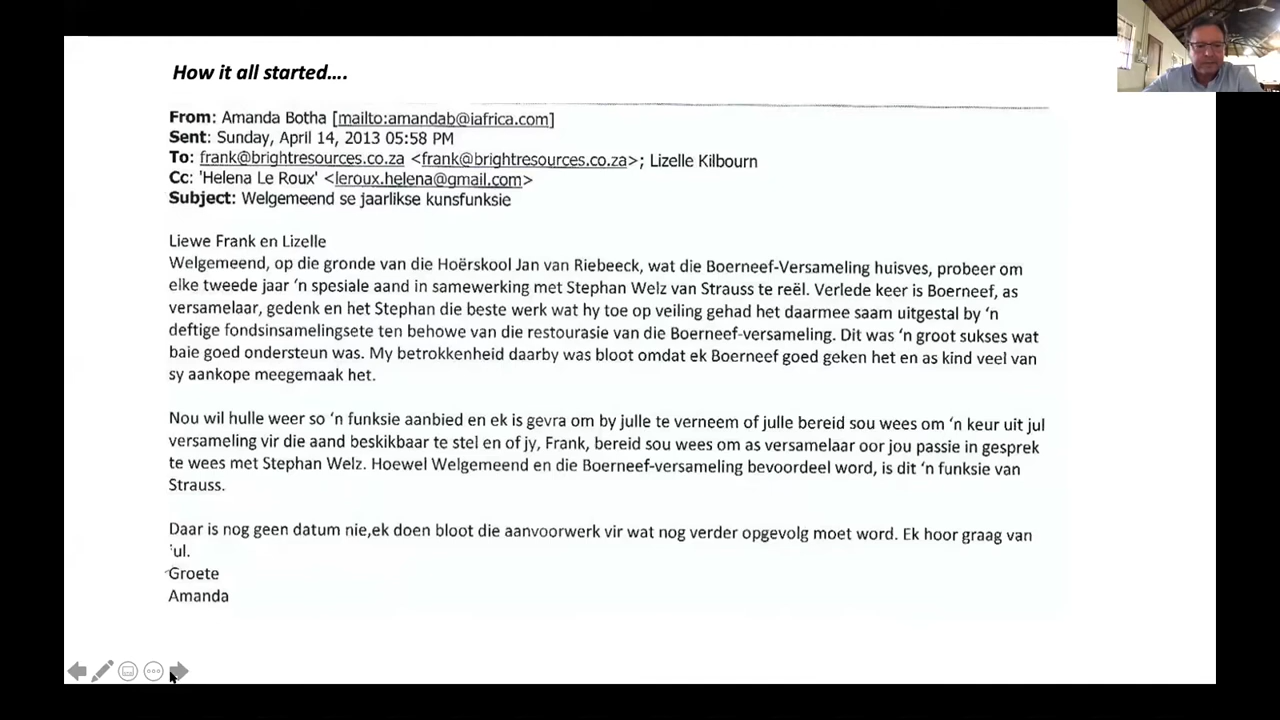 How it all started....
From: Amanda Botha [mailto:amandab@iafrica.com]
Sent: Sunday, April 14, 2013 05:58 PM
To: frank@brightresources.co.za <frank@brightresources.co.za>; Lizelle Kilbourn
Cc: 'Helena Le Roux' <leroux.helena@gmail.com>
Subject: Welgemeend se jaarlikse kunsfunksie
Liewe Frank en Lizelle
Welgemeend, op die gronde van die Hoërskool Jan van Riebeeck, wat die Boerneef-Versameling huisves, probeer om
elke tweede jaar ‘n spesiale aand in samewerking met Stephan Welz van Strauss te reël. Verlede keer is Boerneef, as
versamelaar, gedenk en het Stephan die beste werk wat hy toe op veiling gehad het daarmee saam uitgestal by ‘n
deftige fondsinsamelingsete ten behowe van die restourasie van die Boerneef-versameling. Dit was ‘n groot sukses wat
baie goed ondersteun was. My betrokkenheid daarby was bloot omdat ek Boerneef goed geken het en as kind veel van
sy aankope meegemaak het.
Nou wil hulle weer so ‘n funksie aanbied en ek is gevra om by julle te verneem of julle bereid sou wees om ‘n keur uit jul
versameling vir die aand beskikbaar te stel en of jy, Frank, bereid sou wees om as versamelaar oor jou passie in gesprek
te wees met Stephan Welz. Hoewel Welgemeend en die Boerneef-versameling bevoordeel word, is dit ‘n funksie van
Strauss.
Daar is nog geen datum nie,ek doen bloot die aanvoorwerk vir wat nog verder opgevolg moet word. Ek hoor graag van
'ul.
Groete
Amanda